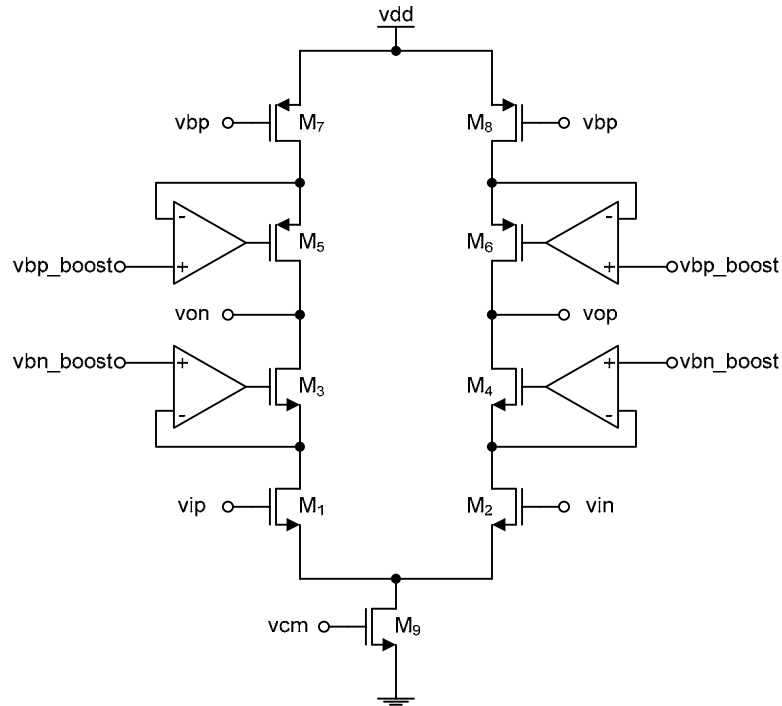 vdd
vbp M7 M8 vbp
- -
M5 M6
vbp_boost + + vbp_boost
von vop
vbn_boost + + vbn_boost
M3 M4
- -
vip M1 M2 vin
vcm M9